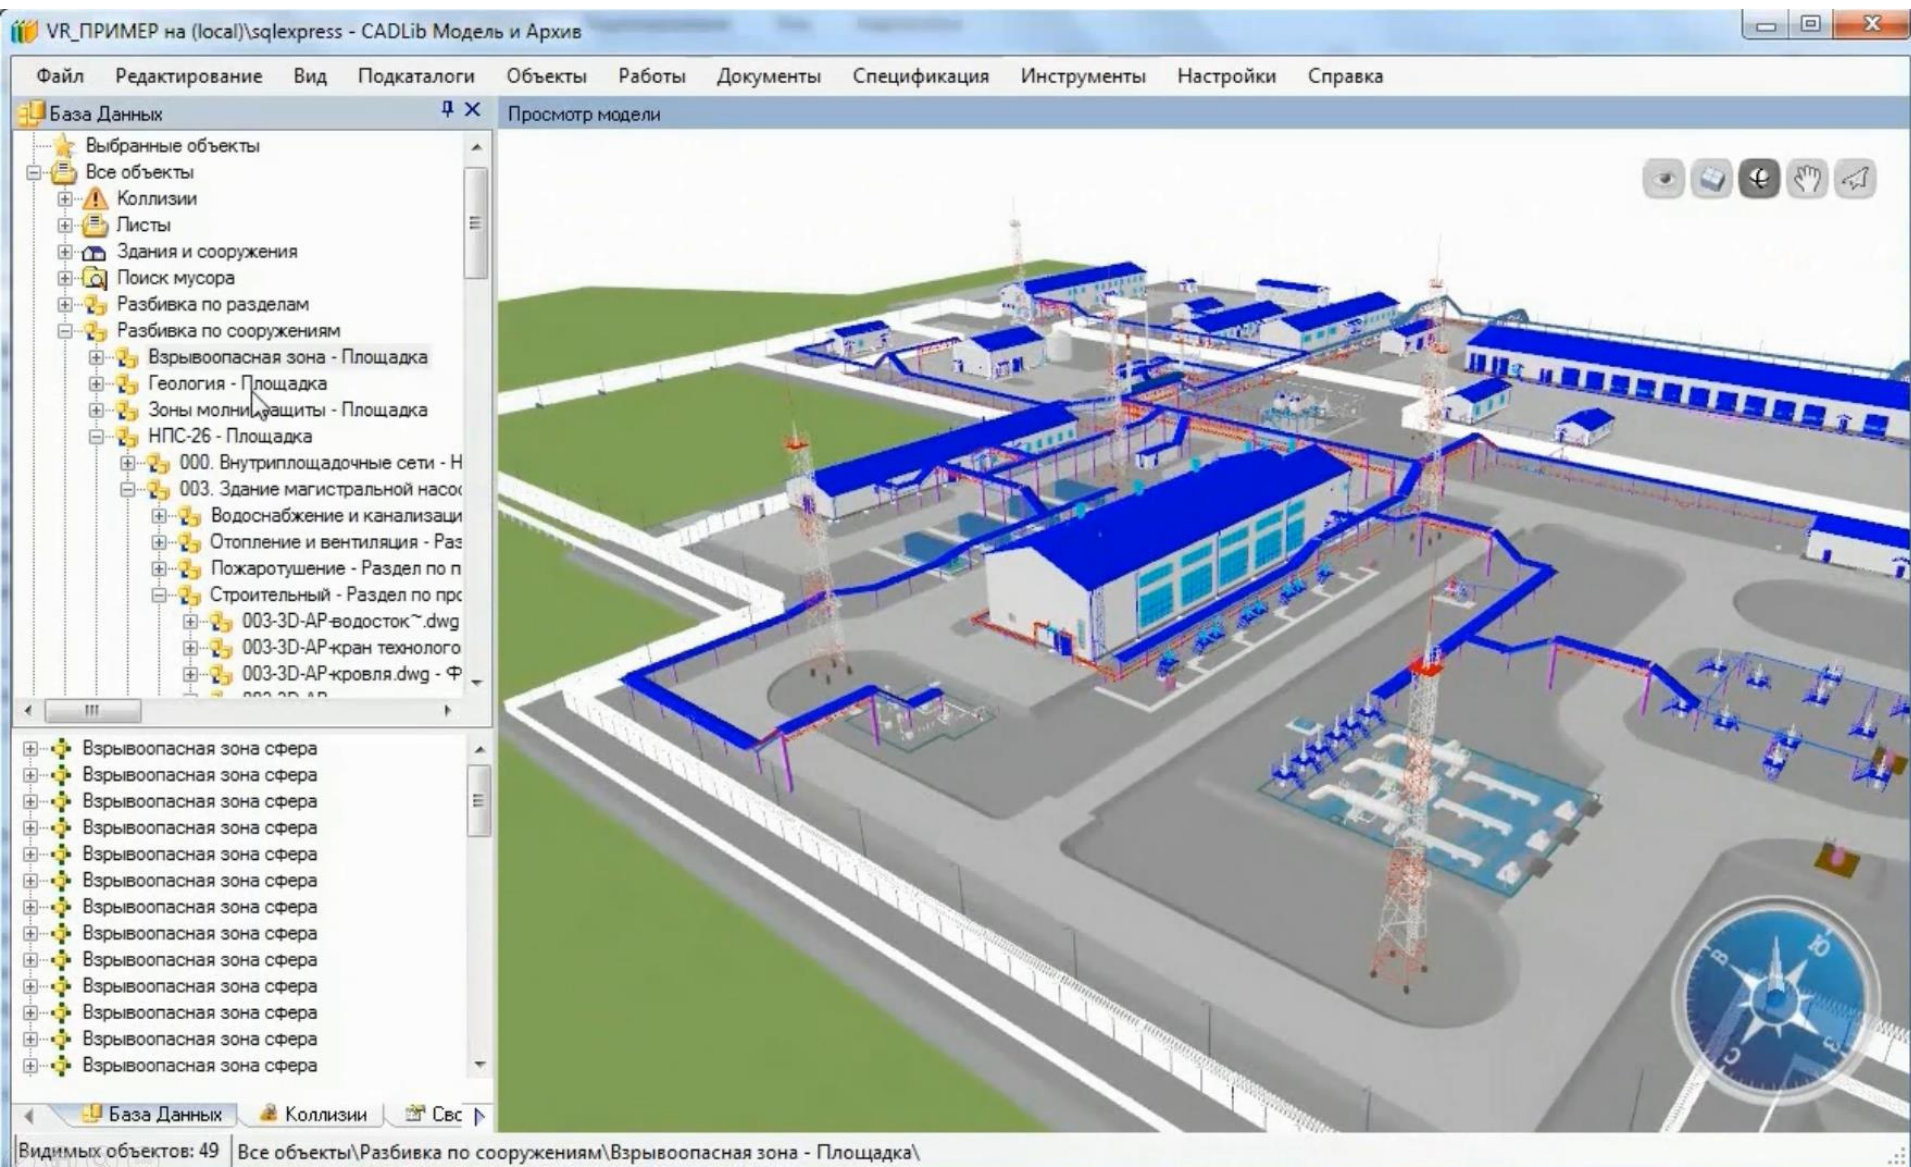 VR_ПРИМЕР на (local)\sqlexpress - CADLib Модель и Архив
Файл Редактирование Вид Подкаталоги Объекты Работы Документы Спецификация Инструменты Настройки Справка
База Данных
Просмотр модели
Выбранные объекты
Все объекты
Коллизии
Листы
Здания и сооружения
Поиск мусора
Разбивка по разделам
Разбивка по сооружениям
Взрывоопасная зона - Площадка
Геология - Площадка
Зоны молниезащиты - Площадка
НПС-26 - Площадка
000. Внутриплощадочные сети - Н
003. Здание магистральной насос
Водоснабжение и канализаци
Отопление и вентиляция - Раз
Пожаротушение - Раздел по п
Строительный - Раздел по прс
003-3D-АР-водосток~.dwg
003-3D-АР-кран технолого
003-3D-АР-кровля.dwg - Ф
Взрывоопасная зона сфера
Взрывоопасная зона сфера
Взрывоопасная зона сфера
Взрывоопасная зона сфера
Взрывоопасная зона сфера
Взрывоопасная зона сфера
Взрывоопасная зона сфера
Взрывоопасная зона сфера
Взрывоопасная зона сфера
Взрывоопасная зона сфера
Взрывоопасная зона сфера
Взрывоопасная зона сфера
Взрывоопасная зона сфера
Ю
В
З
С
База Данных Коллизии Свс
Видимых объектов: 49 Все объекты\Разбивка по сооружениям\Взрывоопасная зона - Площадка\